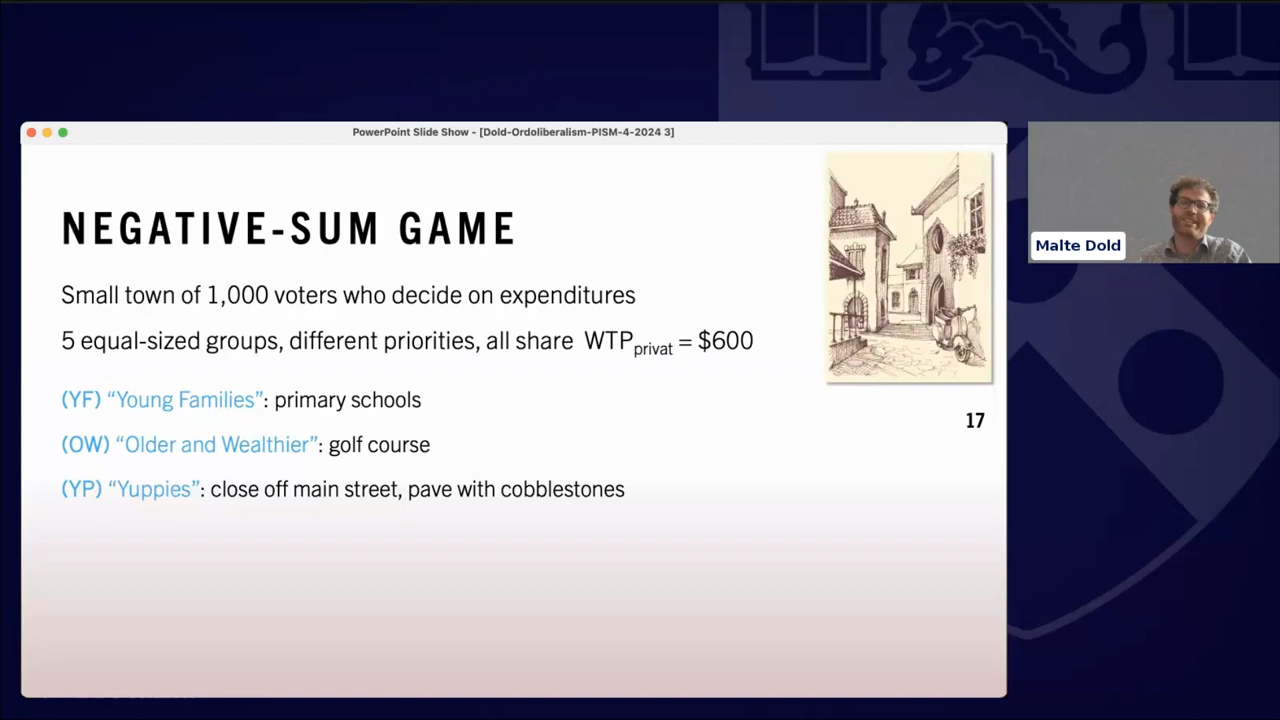 PowerPoint Slide Show - [Dold-Ordoliberalism-PISM-4-2024 3]
NEGATIVE-SUM GAME
Small town of 1,000 voters who decide on expenditures
5 equal-sized groups, different priorities, all share WTPprivat = $600
(YF) “Young Families”: primary schools
(OW) “Older and Wealthier”: golf course
(YP) “Yuppies”: close off main street, pave with cobblestones
17
Malte Dold